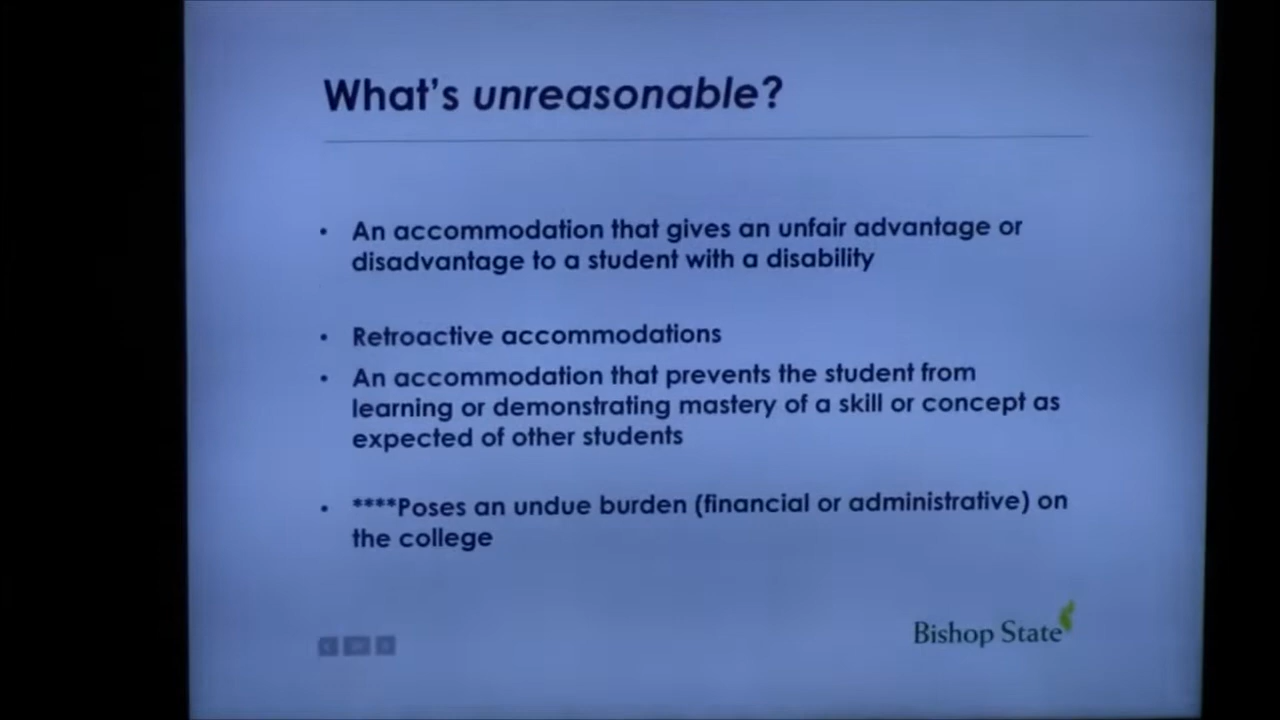 What's unreasonable?
• An accommodation that gives an unfair advantage or
disadvantage to a student with a disability
• Retroactive accommodations
• An accommodation that prevents the student from
learning or demonstrating mastery of a skill or concept as
expected of other students
• ****Poses an undue burden (financial or administrative) on
the college
Bishop State